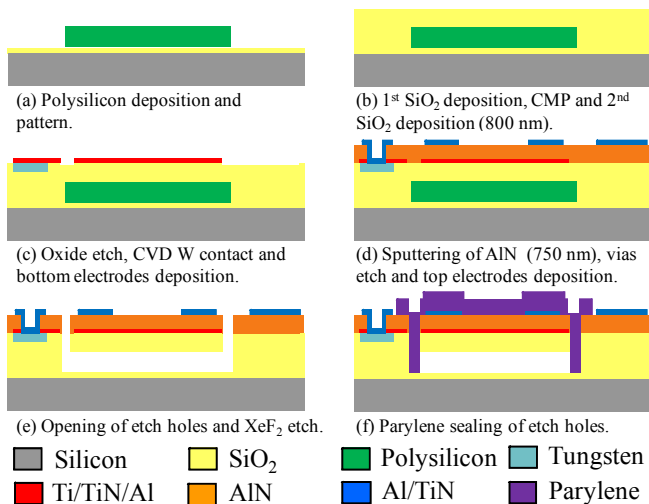 (a) Polysilicon deposition and pattern.
(b) 1st SiO2 deposition, CMP and 2nd SiO2 deposition (800 nm).
(c) Oxide etch, CVD W contact and bottom electrodes deposition.
(d) Sputtering of AlN (750 nm), vias etch and top electrodes deposition.
(e) Opening of etch holes and XeF2 etch.
(f) Parylene sealing of etch holes.
Silicon
SiO2
Polysilicon
Tungsten
Ti/TiN/Al
AlN
Al/TiN
Parylene